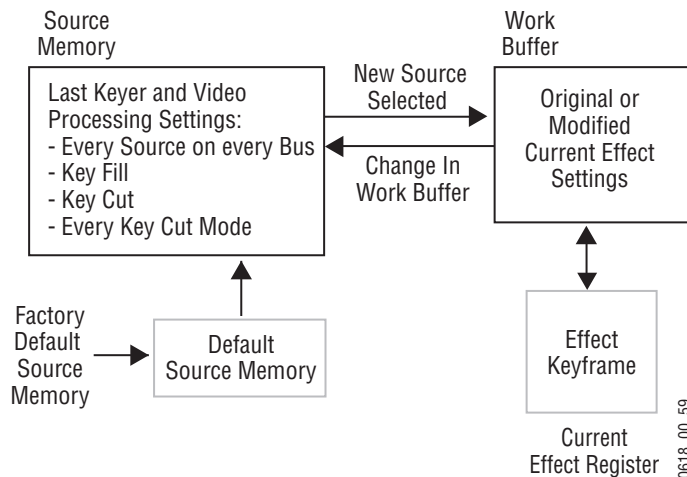 Source
Memory
Last Keyer and Video
Processing Settings:
- Every Source on every Bus
- Key Fill
- Key Cut
- Every Key Cut Mode
New Source
Selected
Change In
Work Buffer
Work
Buffer
Original or
Modified
Current Effect
Settings
Factory
Default
Source
Memory
Default
Source Memory
Effect
Keyframe
Current
Effect Register
0618_00_59